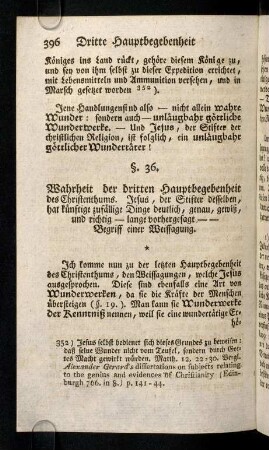 396 Dritte Hauptbegebenheit
Königes ins Land rückt, gehöre diesem Könige zu,
und sey von ihm selbst zu dieser Expedition errichtet,
mit Lebensmitteln und Ammunition versehen, und in
Marsch gesetzt worden 352).
Jene Handlungen sind also — nicht allein wahre
Wunder: sondern auch — unläugbahr göttliche
Wunderwerke. — Und Jesus, der Stifter der
christlichen Religion, ist folglich, ein unläugbahr
göttlicher Wundertäter!
§. 36.
Wahrheit der dritten Hauptbegebenheit
des Christenthums. Jesus, der Stifter desselben,
hat künftige zufällige Dinge deutlich, genau, gewiß,
und richtig — lange vorhergesagt — —
Begriff einer Weissagung.
*
Ich komme nun zu der letzten Hauptbegebenheit
des Christenthums, den Weissagungen, welche Jesus
ausgesprochen. Diese sind ebenfalls eine Art von
Wunderwerken, da sie die Kräfte der Menschen
übersteigen (§. 19.). Man kann sie Wunderwerke
der Kenntniß nennen, weil sie eine wundertätige Er-
hö-
352) Jesus selbst bedienet sich dieses Grundes zu beweisen:
daß seine Wunder nicht vom Teufel, sondern durch Got-
tes Macht gewirkt würden. Matth. 12, 22-30. Vergl.
Alexander Gerard's dissertations on subjects relating
to the genius and evidences of Christianity (Edin-
burgh 766. in 8.) p. 141-44.